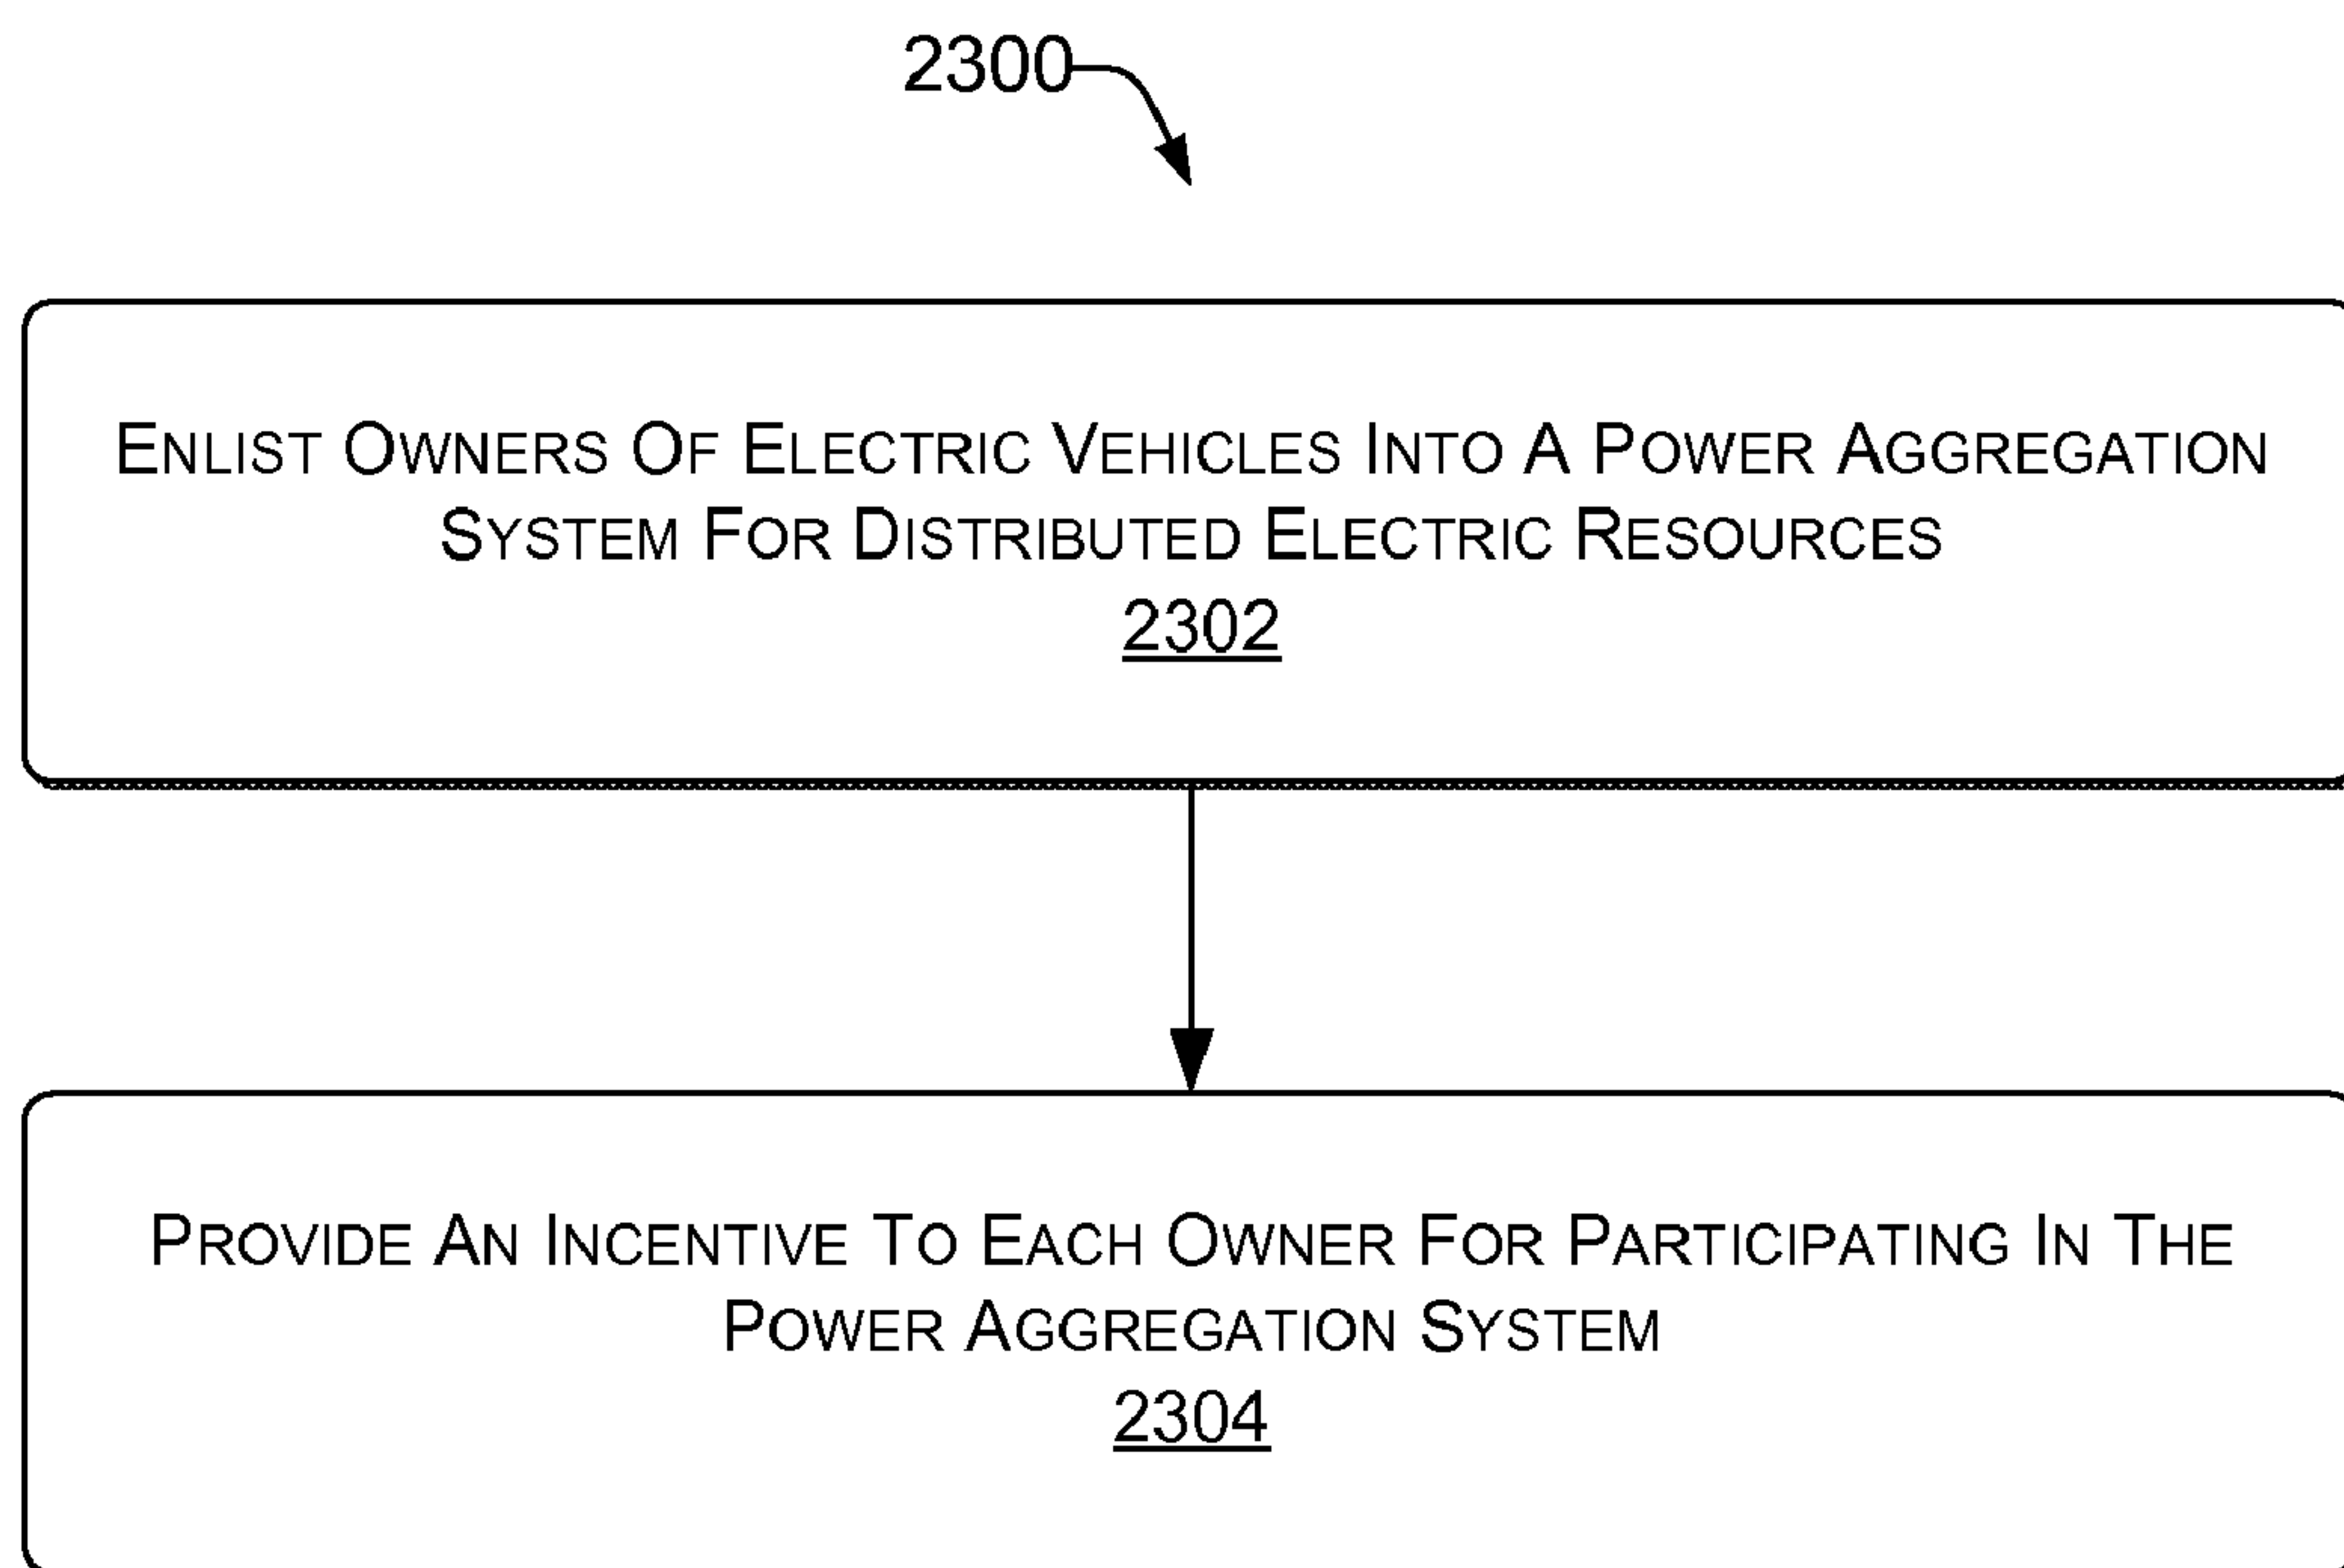 2300
ENLIST OWNERS OF ELECTRIC VEHICLES INTO A POWER AGGREGATION
SYSTEM FOR DISTRIBUTED ELECTRIC RESOURCES
2302
PROVIDE AN INCENTIVE TO EACH OWNER FOR PARTICIPATING IN THE
POWER AGGREGATION SYSTEM
2304